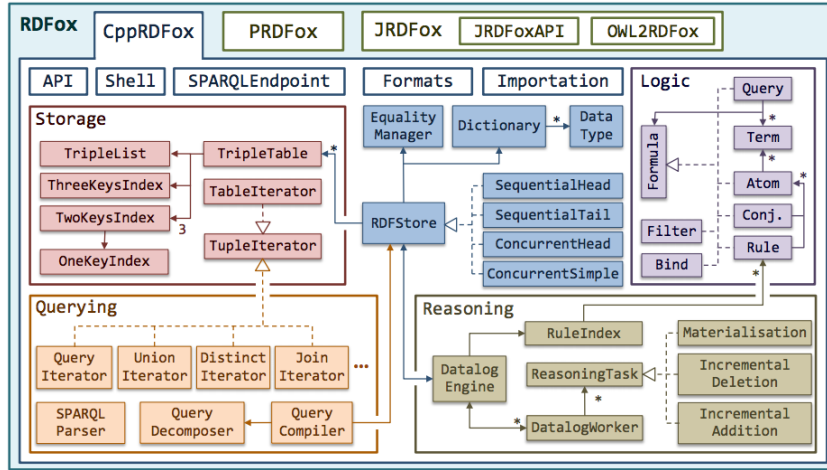 RDFox
CppRDFox
PRDFox
JRDFox
JRDFoxAPI
OWL2RDFox
API
Shell
SPARQLEndpoint
Formats
Importation
Storage
TripleList
TripleTable
*
ThreeKeysIndex
TableIterator
TwoKeysIndex
3
TupleIterator
OneKeyIndex
Equality
Manager
Dictionary
*
Data
Type
RDFStore
SequentialHead
SequentialTail
ConcurrentHead
ConcurrentSimple
Logic
Query
*
Formula
Term
*
Atom
*
Conj.
Filter
Rule
Bind
*
Querying
Query
Iterator
Union
Iterator
Distinct
Iterator
Join
Iterator
...
SPARQL
Parser
Query
Decomposer
Query
Compiler
Reasoning
RuleIndex
Materialisation
Datalog
Engine
ReasoningTask
Incremental
Deletion
*
*
DatalogWorker
Incremental
Addition